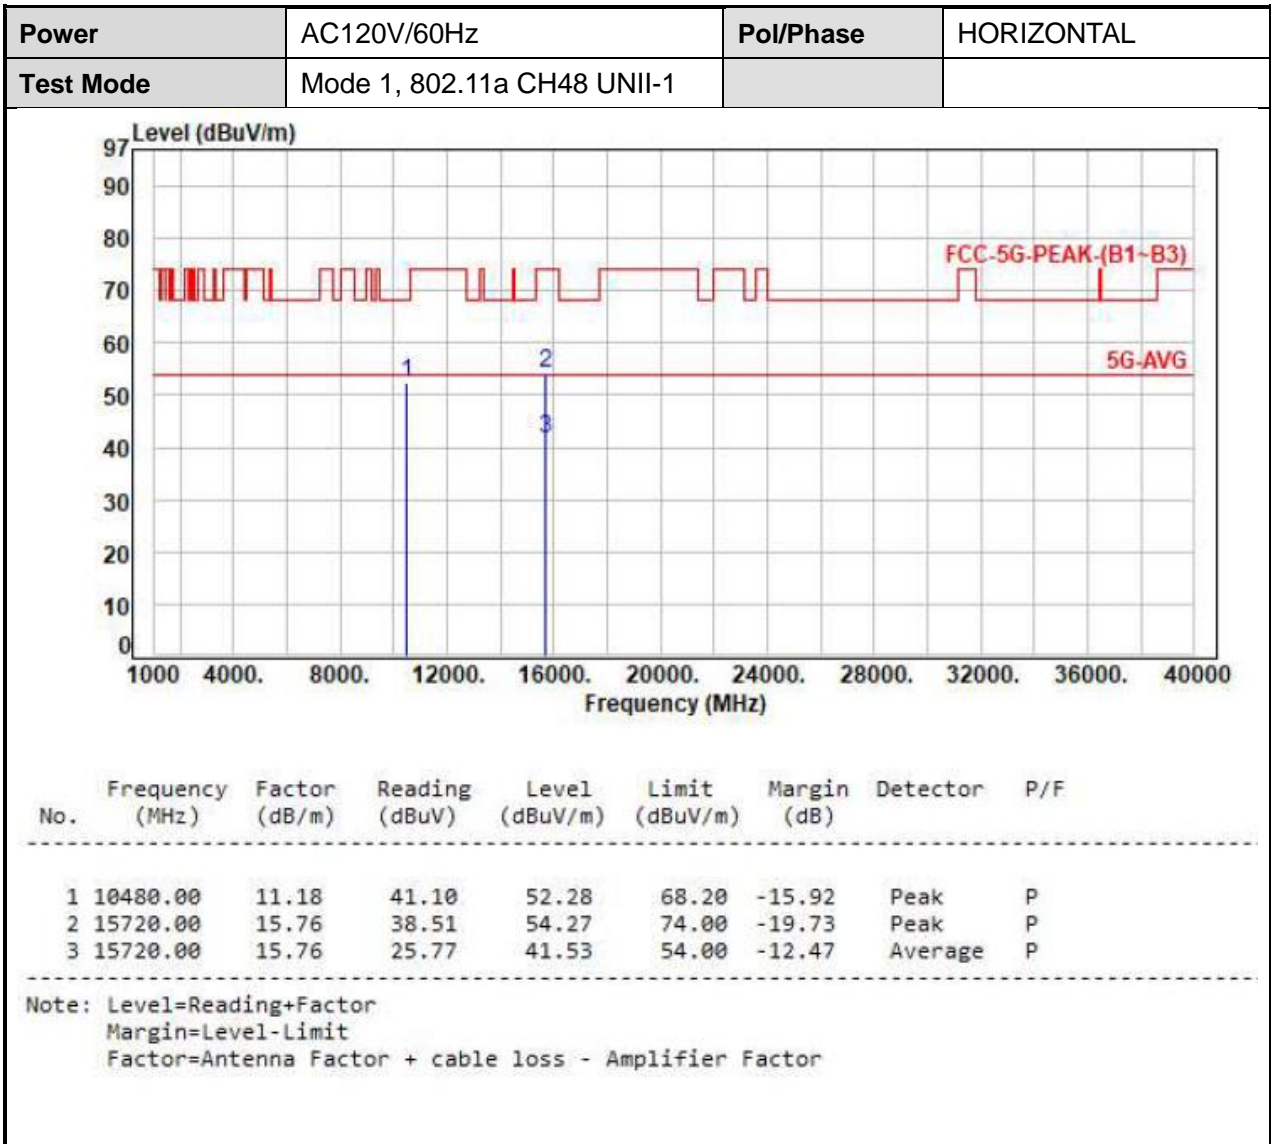 Power AC120V/60Hz Pol/Phase HORIZONTAL
Test Mode Mode 1, 802.11a CH48 UNII-1
Level (dBuV/m)
97
90
80
FCC-5G-PEAK-(B1~B3)
70
60
1 2
5G-AVG
50
3
40
30
20
10
0
1000 4000. 8000. 12000. 16000. 20000. 24000. 28000. 32000. 36000. 40000
Frequency (MHz)
Frequency Factor Reading Level Limit Margin Detector P/F
No. (MHz) (dB/m) (dBuV) (dBuV/m) (dBuV/m) (dB)
1 10480.00 11.18 41.10 52.28 68.20 -15.92 Peak P
2 15720.00 15.76 38.51 54.27 74.00 -19.73 Peak P
3 15720.00 15.76 25.77 41.53 54.00 -12.47 Average P
Note: Level=Reading+Factor
Margin=Level-Limit
Factor=Antenna Factor + cable loss - Amplifier Factor